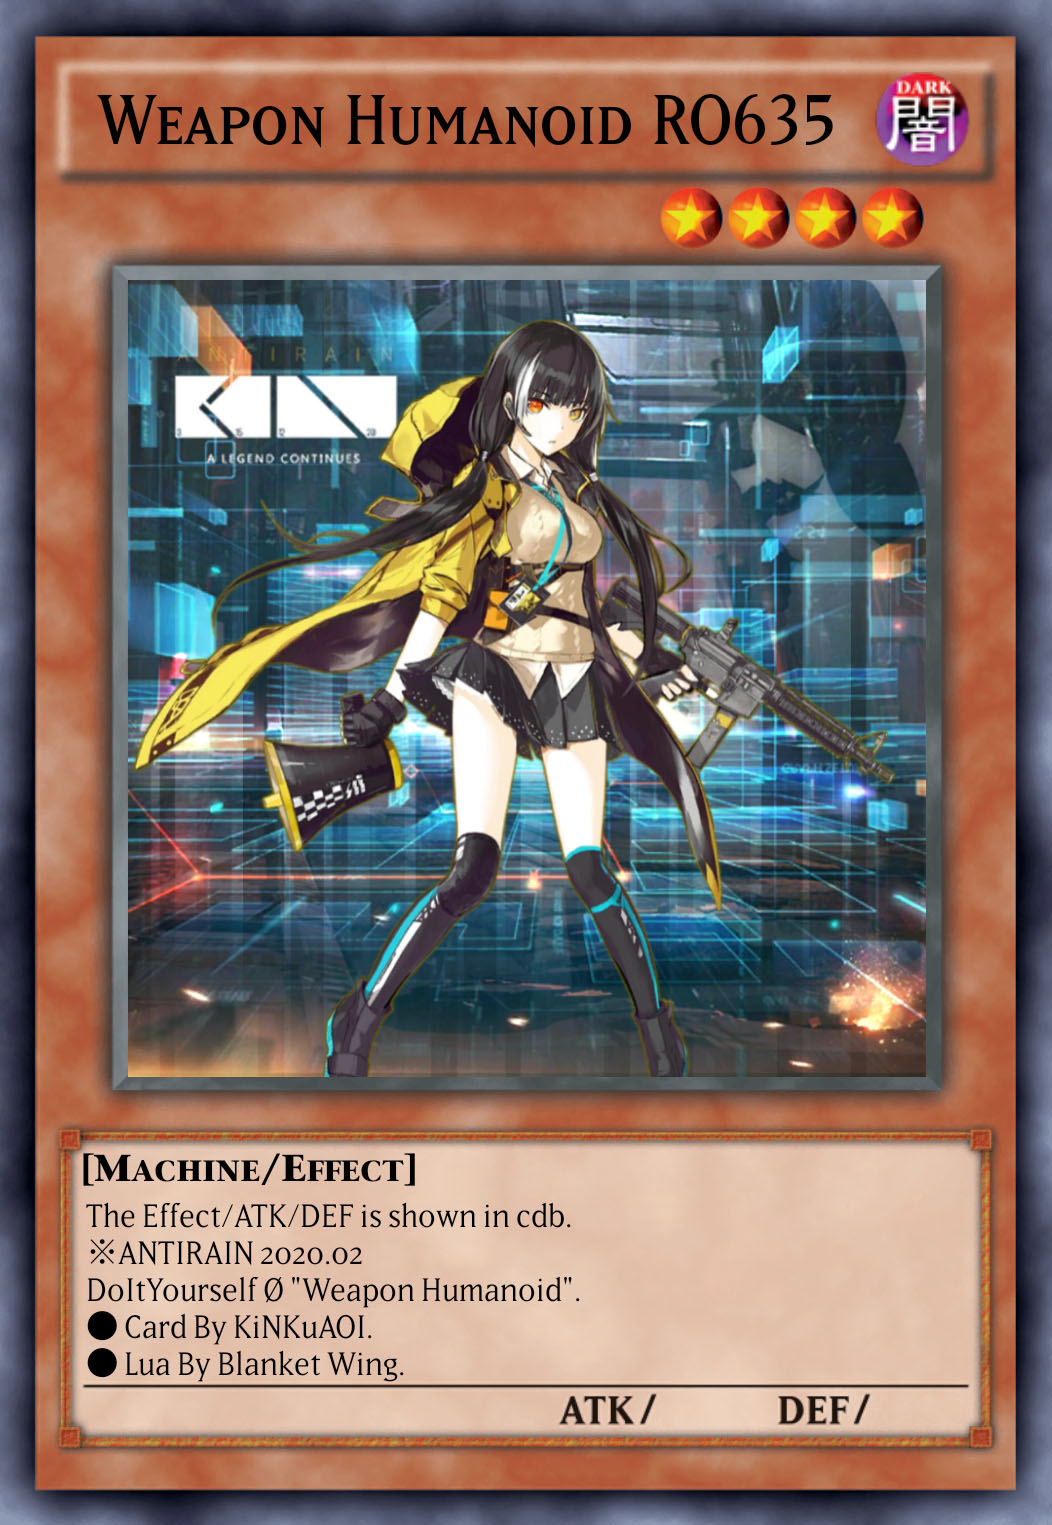 Weapon Humanoid RO635
DARK
闇
ANTIRAIN
KIN
A LEGEND CONTINUES
[Machine/Effect]
The Effect/ATK/DEF is shown in cdb.
※ANTIRAIN 2020.02
DoItYourself Ø "Weapon Humanoid".
● Card By KiNKuAOI.
● Lua By Blanket Wing.
ATK/ DEF/